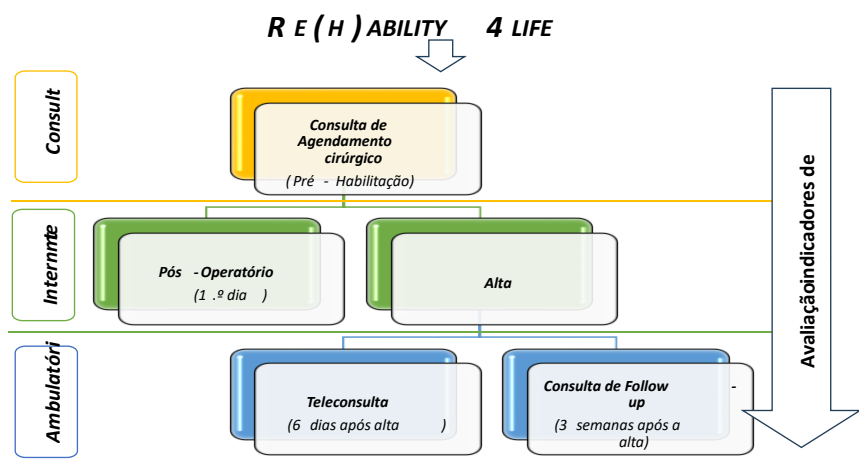 R E ( H ) ABILITY 4 LIFE
Consult
Consulta de
Agendamento
cirúrgico
(Pré - Habilitação)
Pós - Operatório
(1 .º dia )
Alta
Teleconsulta
(6 dias após alta )
Consulta de Follow -
up
(3 semanas após a
alta)
Ambulatóri
Avaliaçãoindicadores de